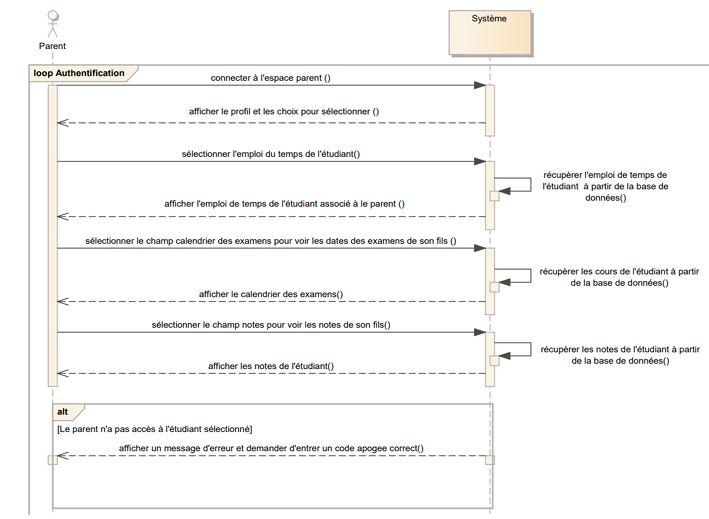 Système
Parent
loop Authentification
connecter à l'espace parent ()
afficher le profil et les choix pour sélectionner ()
sélectionner l'emploi du temps de l'étudiant()
récupèrer l'emploi de temps de
l'étudiant à partir de la base de
données()
afficher l'emploi de temps de l'étudiant associé à le parent ()
sélectionner le champ calendrier des examens pour voir les dates des examens de son fils ()
récupèrer les cours de l'étudiant à partir
de la base de données()
afficher le calendrier des examens()
sélectionner le champ notes pour voir les notes de son fils()
récupèrer les notes de l'étudiant à partir
de la base de données()
afficher les notes de l'étudiant()
alt
[Le parent n'a pas accès à l'étudiant sélectionné]
afficher un message d'erreur et demander d'entrer un code apogee correct()